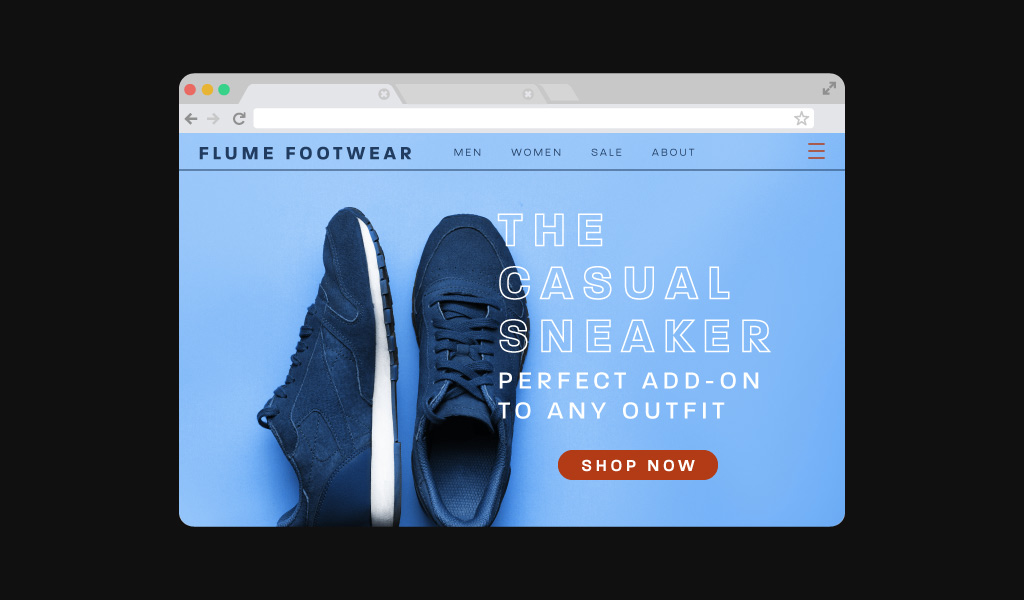 FLUME FOOTWEAR
MEN WOMEN SALE ABOUT
THE
CASUAL
SNEAKER
PERFECT ADD-ON
TO ANY OUTFIT
SHOP NOW